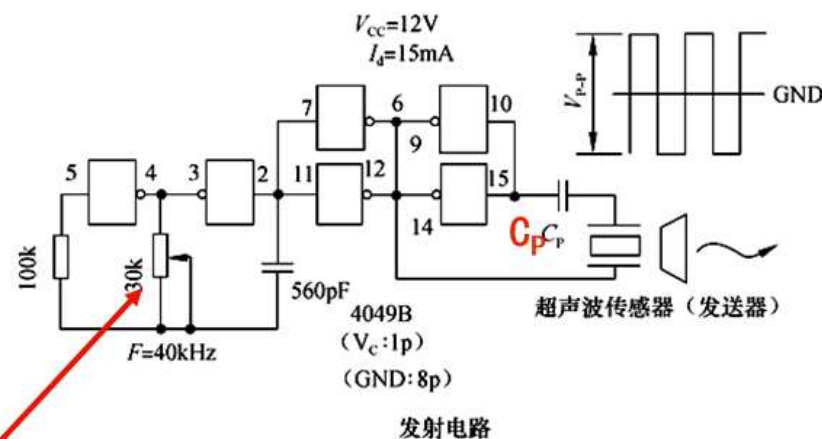 V_CC=12V
I_d=15mA
7
6
10
V_P-P
GND
9
5
4
3
2
11
12
15
14
C_P
C_P
100k
30k
560pF
超声波传感器（发送器）
4049B
F=40kHz
（V_C:1p）
（GND:8p）
发射电路